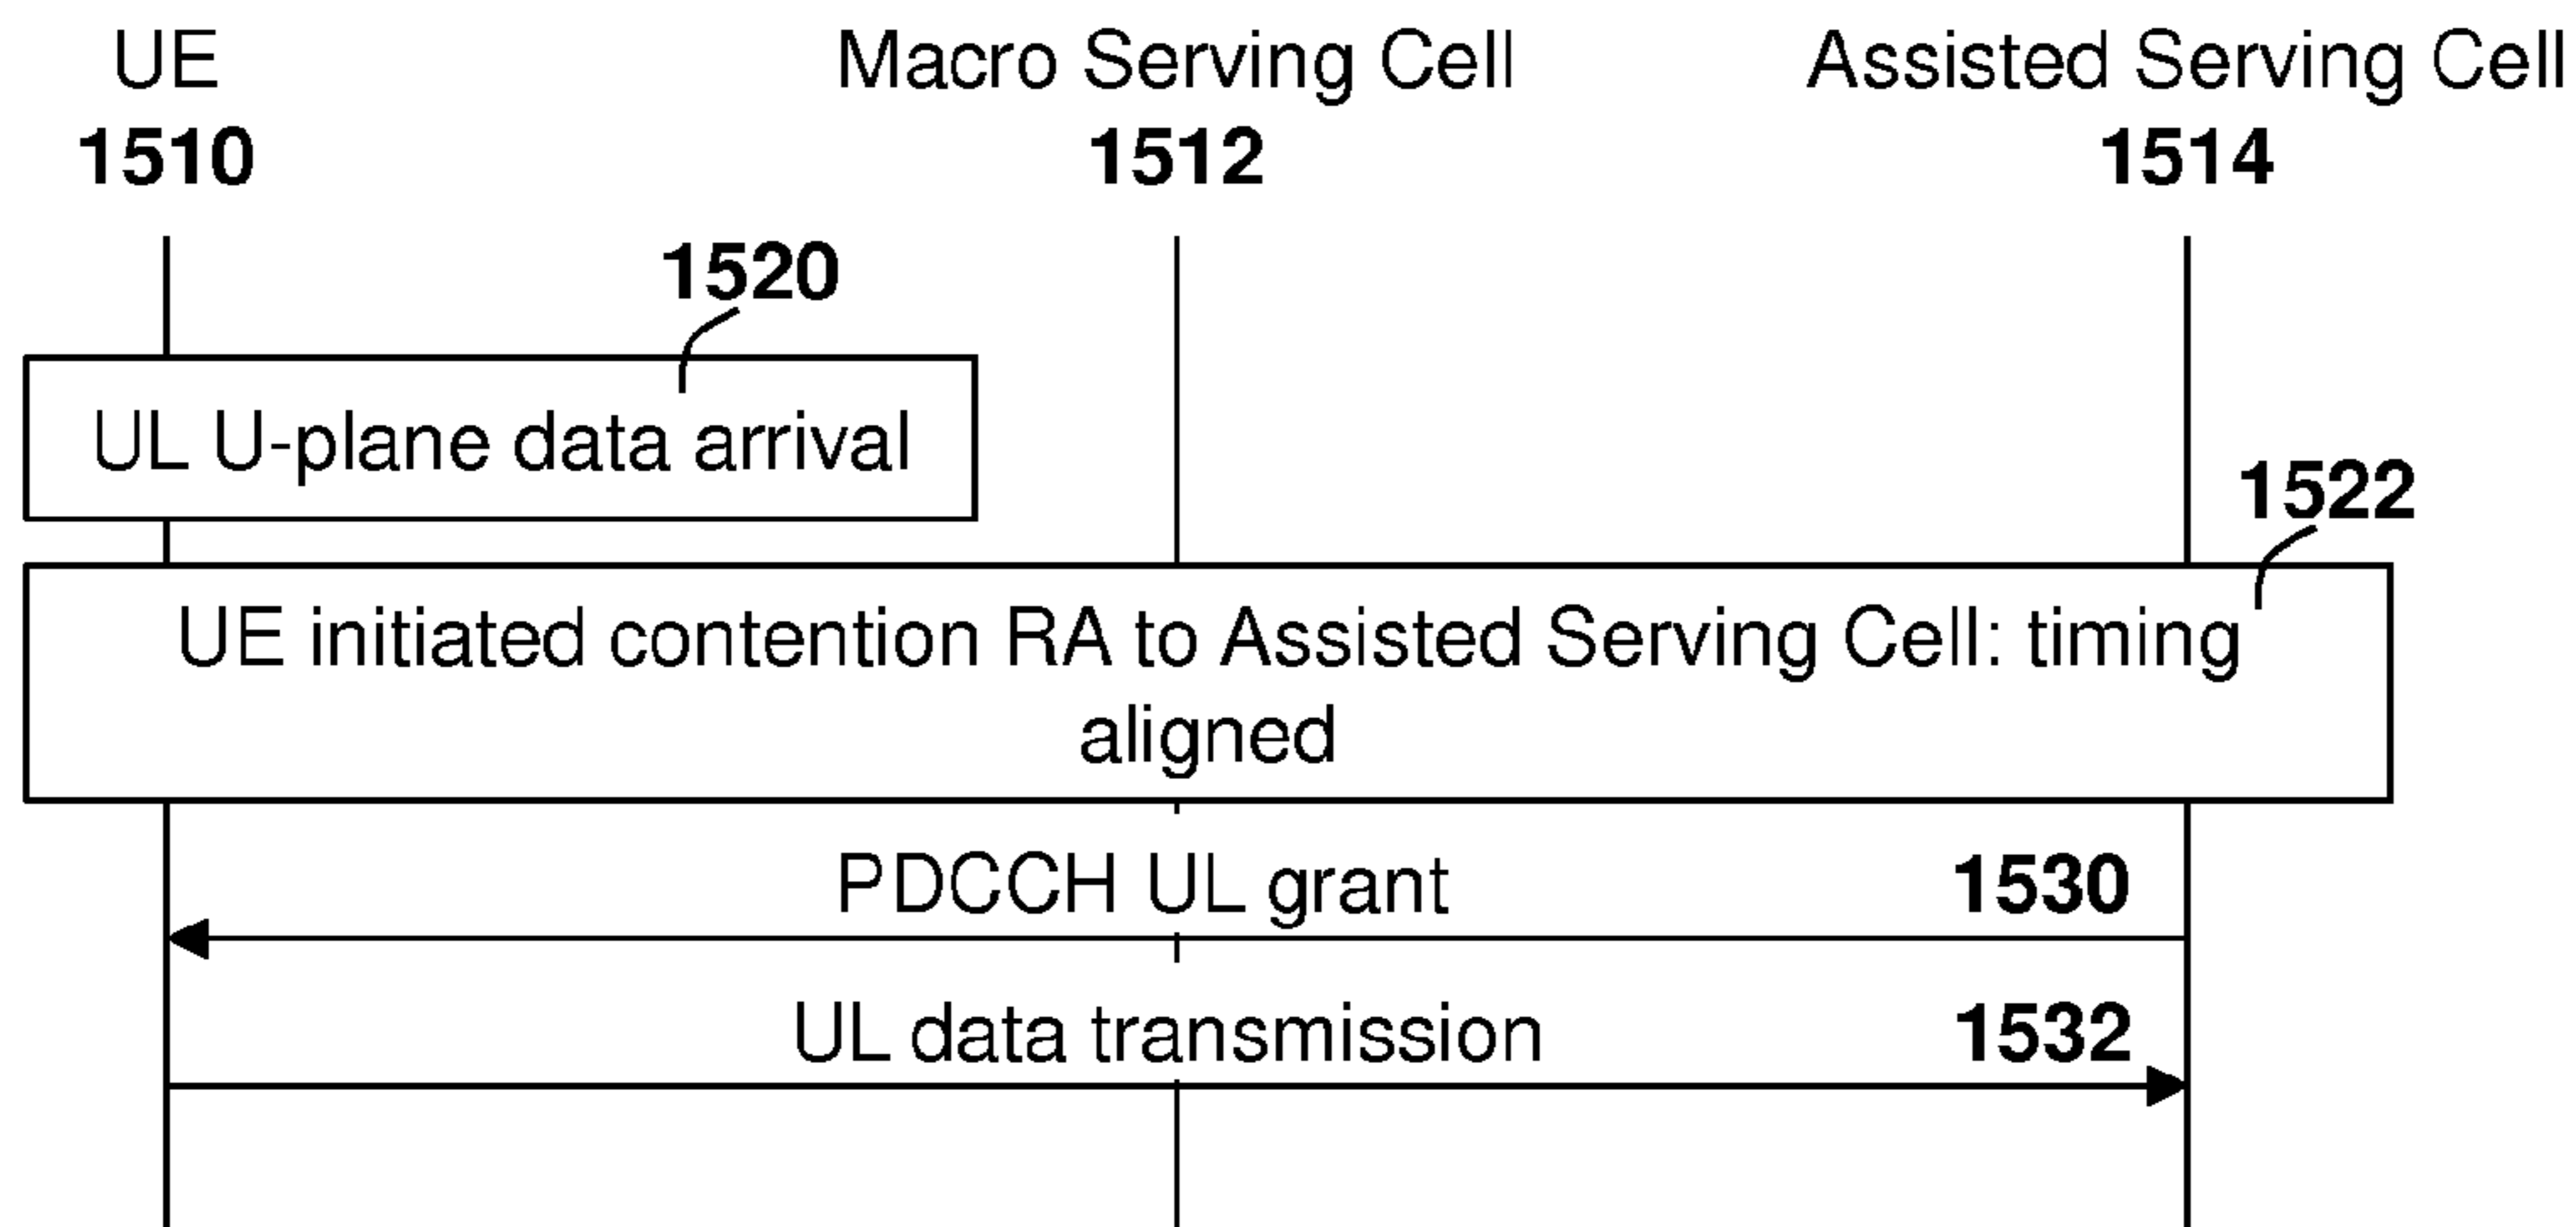 UE Macro Serving Cell Assisted Serving Cell
1510 1512 1514
1520
UL U-plane data arrival
1522
UE initiated contention RA to Assisted Serving Cell: timing
aligned
PDCCH UL grant 1530
UL data transmission 1532